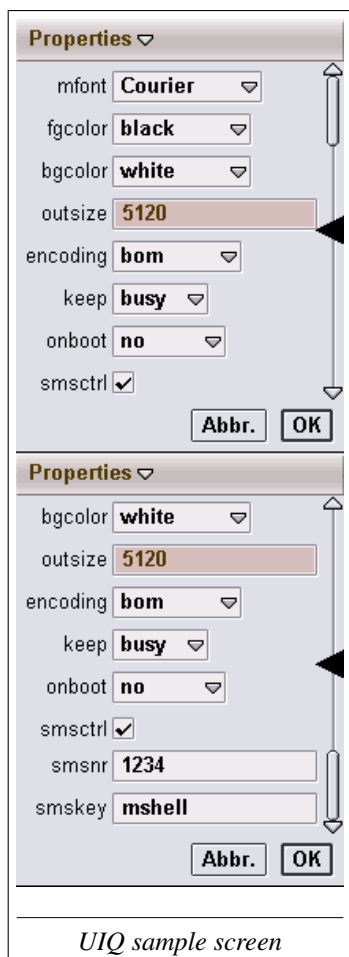 Properties
mfont Courier
fgcolor black
bgcolor white
outsize 5120
encoding bom
keep busy
onboot no
smsctrl
Abbr. OK
Properties
bgcolor white
outsize 5120
encoding bom
keep busy
onboot no
smsctrl
smsnr 1234
smskey mshell
Abbr. OK
UIQ sample screen